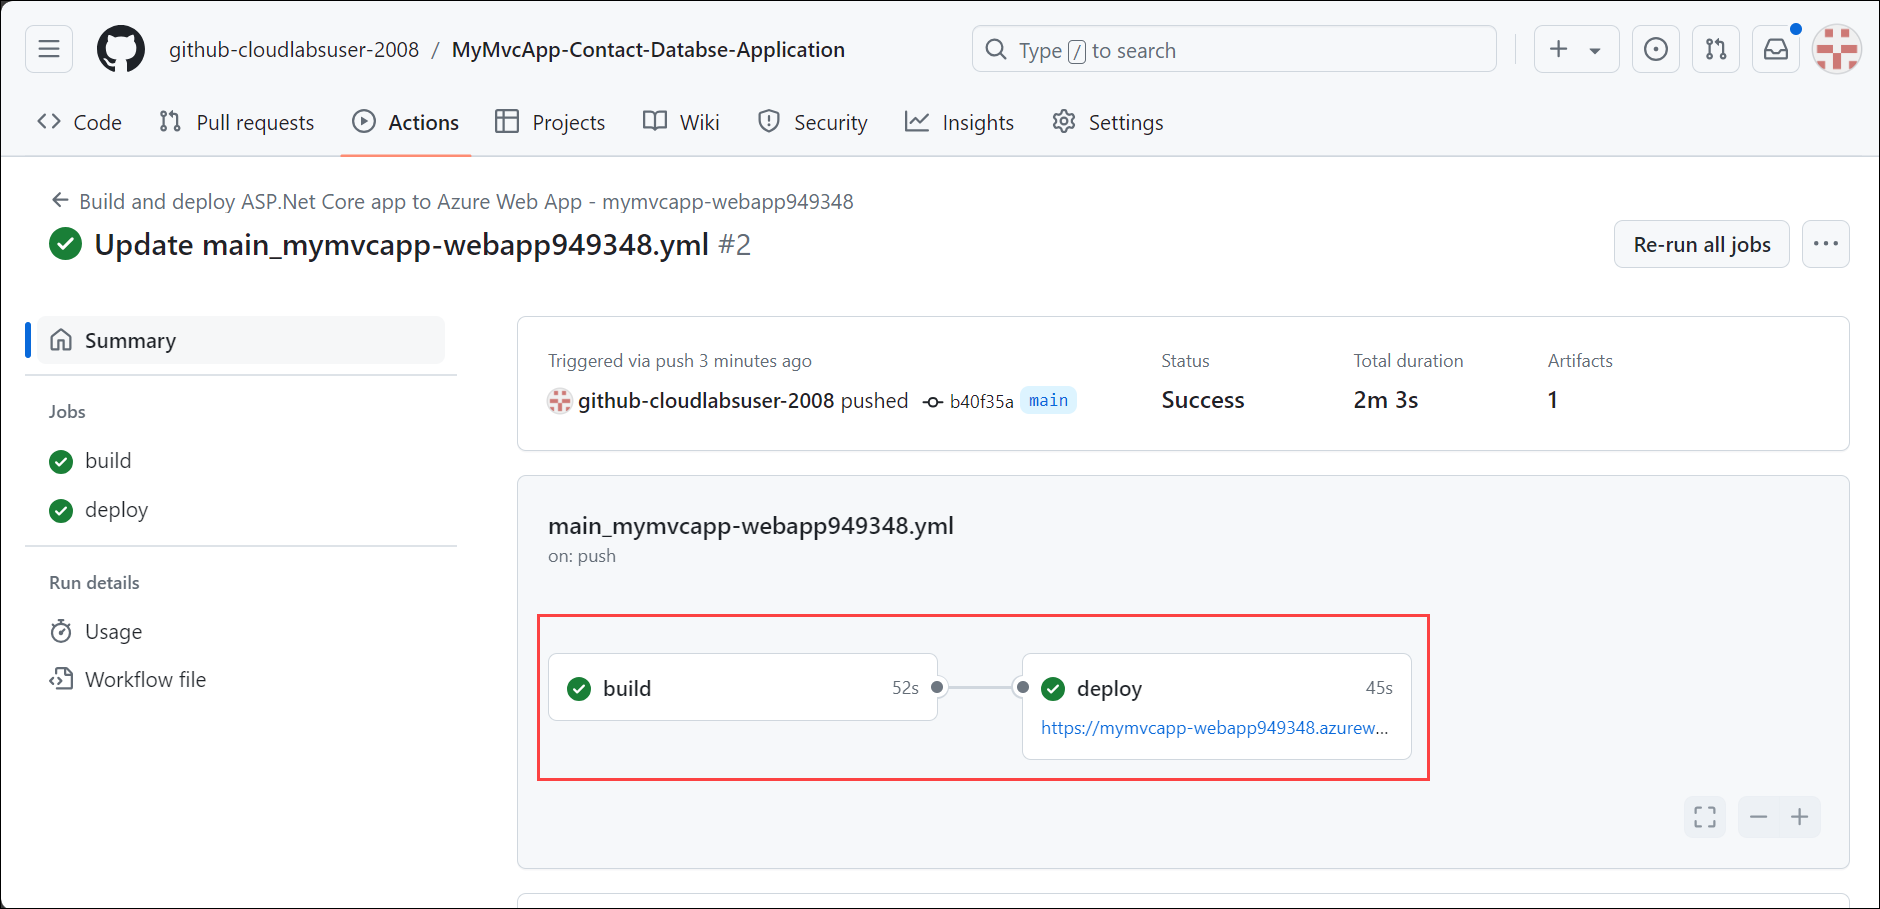 github-cloudlabsuser-2008 / MyMvcApp-Contact-Databse-Application
Type / to search
Code Pull requests Actions Projects Wiki Security Insights Settings
Build and deploy ASP.Net Core app to Azure Web App - mymvcapp-webapp949348
Update main_mymvcapp-webapp949348.yml #2
Re-run all jobs
Summary
Jobs
build
deploy
Run details
Usage
Workflow file
Triggered via push 3 minutes ago
github-cloudlabsuser-2008 pushed b40f35a main
Status
Success
Total duration
2m 3s
Artifacts
1
main_mymvcapp-webapp949348.yml
on: push
build 52s
deploy 45s
https://mymvcapp-webapp949348.azurew...